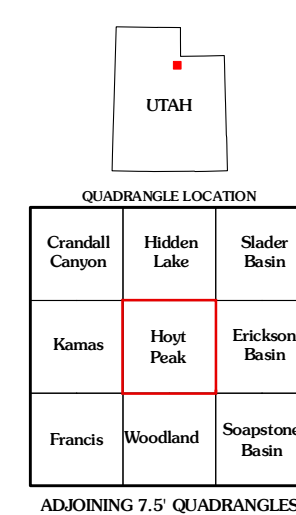 UTAH
QUADRANGLE LOCATION
Crandall Canyon
Hidden Lake
Slader Basin
Kamas
Hoyt Peak
Erickson Basin
Francis
Woodland
Soapstone Basin
ADJOINING 7.5' QUADRANGLES